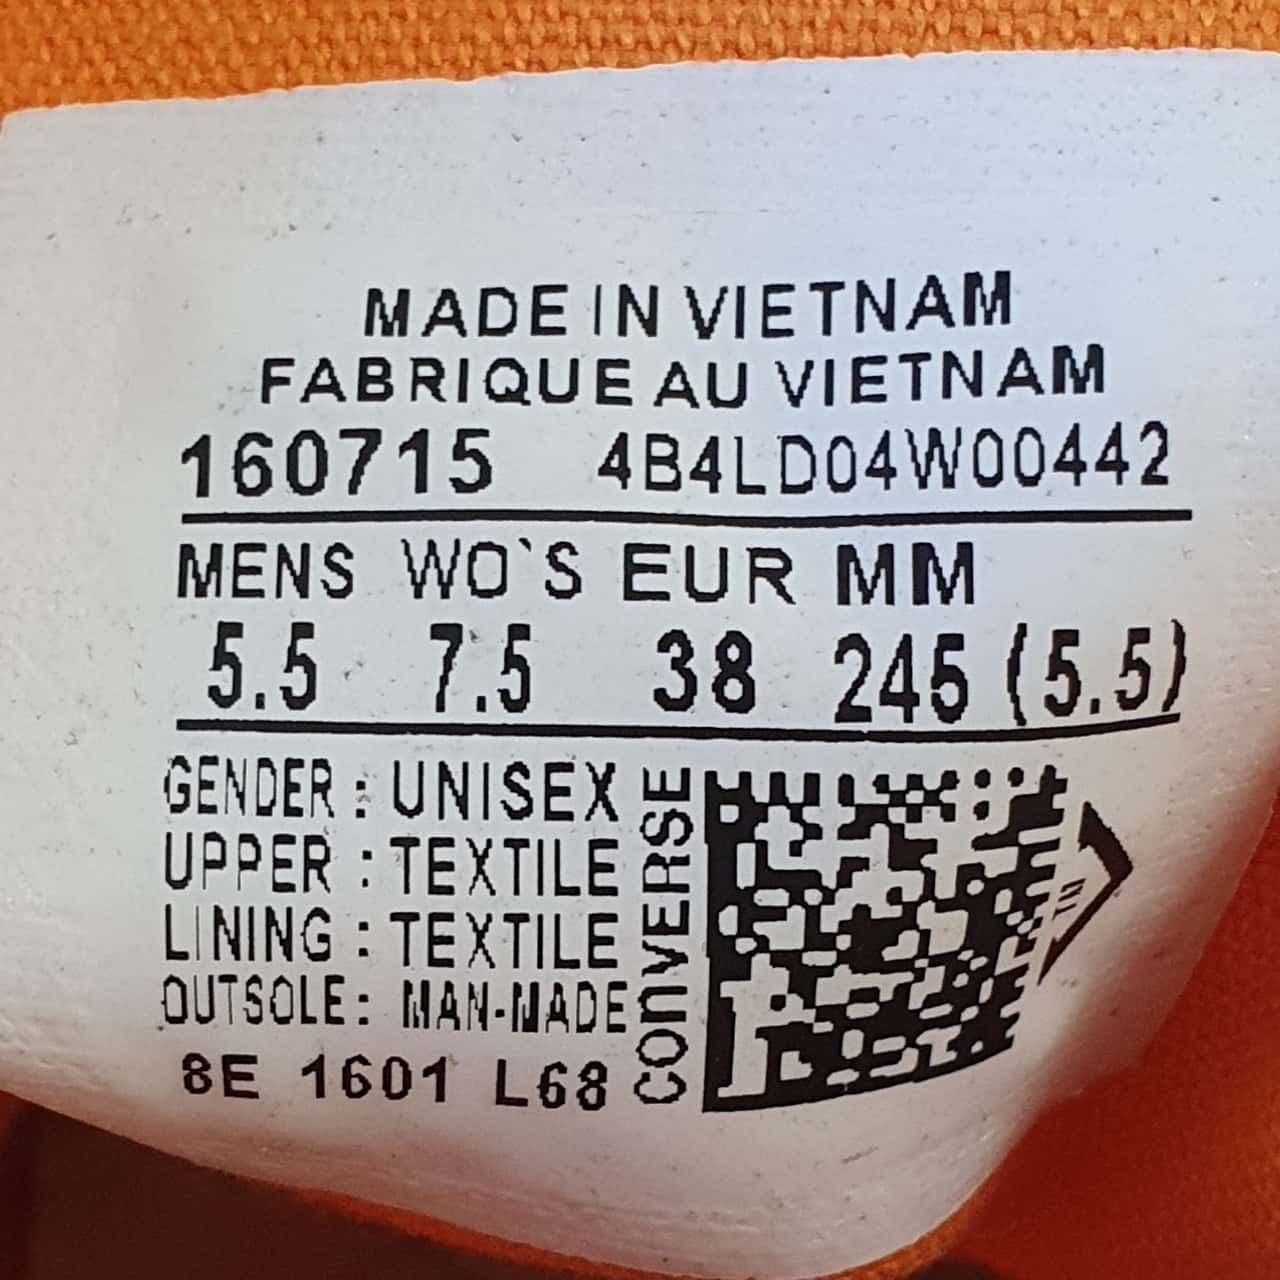 MADE IN VIETNAM
FABRIQUE AU VIETNAM
160715 4B4LD04W00442
MENS WO`S EUR MM
5.5 7.5 38 245 (5.5)
GENDER : UNISEX
UPPER : TEXTILE
LINING : TEXTILE
OUTSOLE : MAN-MADE
8E 1601 L68
CONVERSE
TM